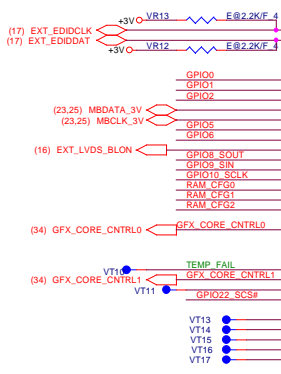 +3V VR13 E@2.2K/F_4
(17) EXT_EDIDCLK
(17) EXT_EDIDDAT
+3V VR12 E@2.2K/F_4
GPIO0
GPIO1
GPIO2
(23,25) MBDATA_3V
(23,25) MBCLK_3V
GPIO5
GPIO6
(16) EXT_LVDS_BLON
GPIO8_SOUT
GPIO9_SIN
GPIO10_SCLK
RAM_CFG0
RAM_CFG1
RAM_CFG2
(34) GFX_CORE_CNTRL0 GFX_CORE_CNTRL0
VT10 TEMP_FAIL
(34) GFX_CORE_CNTRL1 GFX_CORE_CNTRL1
VT11
GPIO22_SCS#
VT13
VT14
VT15
VT16
VT17